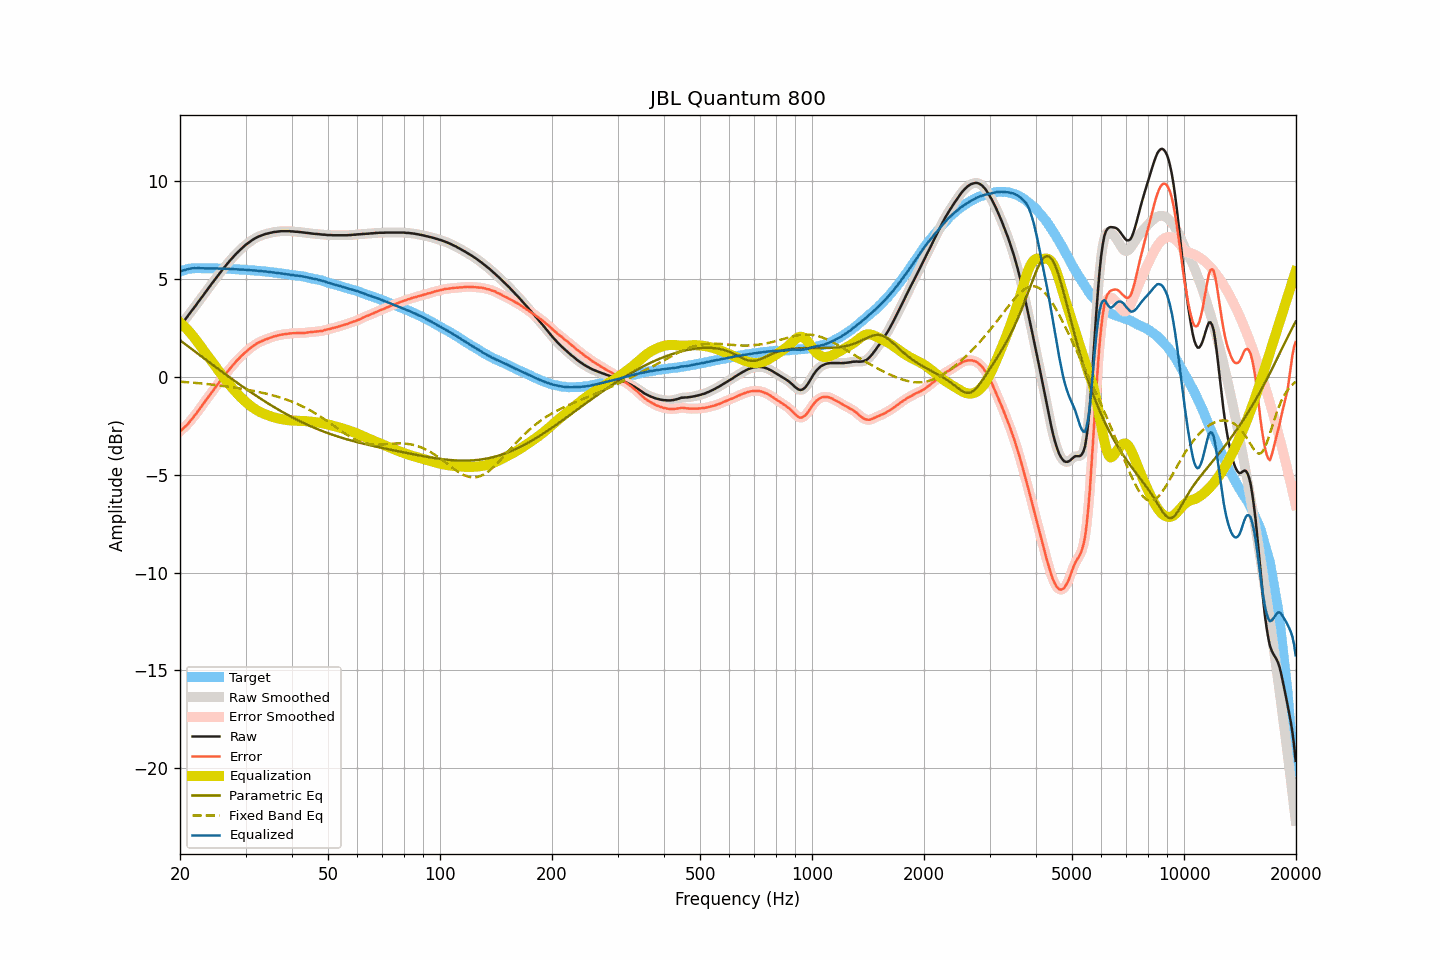 JBL Quantum 800
Amplitude (dBr)
10
5
0
−5
−10
−15
−20
Target
Raw Smoothed
Error Smoothed
Raw
Error
Equalization
Parametric Eq
Fixed Band Eq
Equalized
20 50 100 200 500 1000 2000 5000 10000 20000
Frequency (Hz)